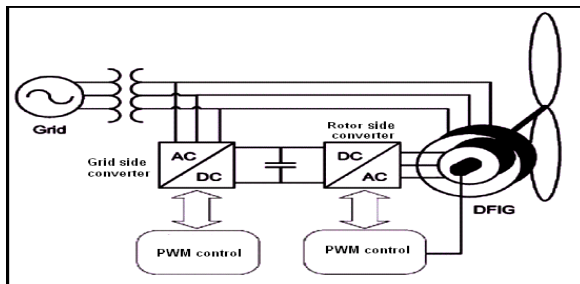 Grid
Rotor side
converter
Grid side
converter
AC
DC
DC
AC
DFIG
PWM control
PWM control